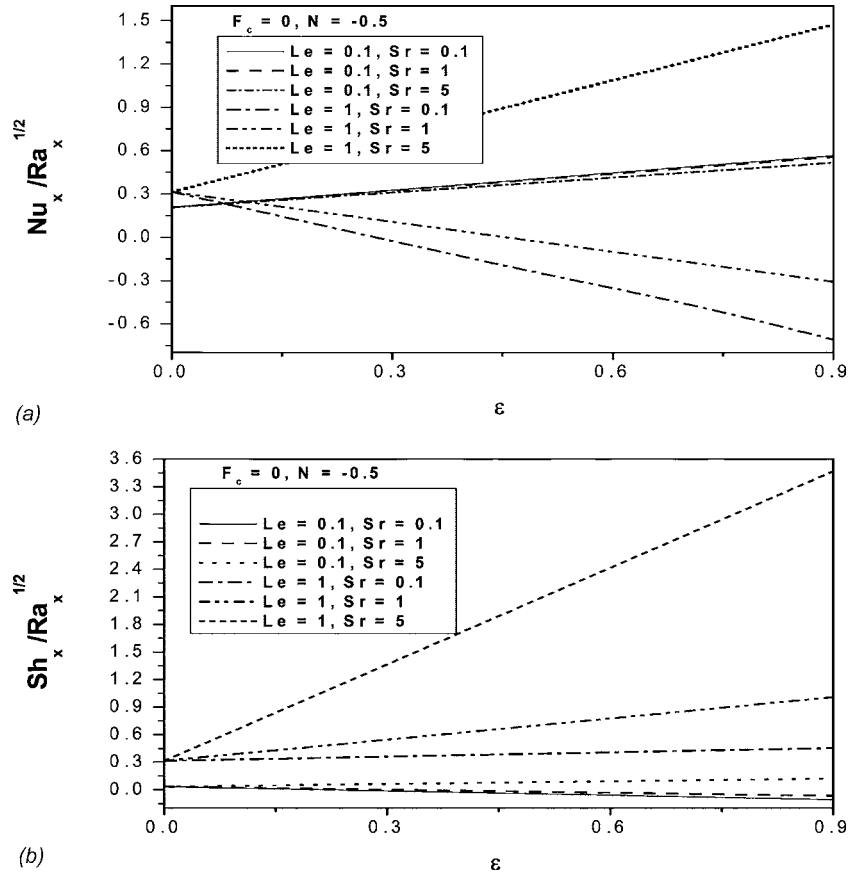 F_c = 0, N = -0.5
Le = 0.1, Sr = 0.1
Le = 0.1, Sr = 1
Le = 0.1, Sr = 5
Le = 1, Sr = 0.1
Le = 1, Sr = 1
Le = 1, Sr = 5
1.5
1.2
0.9
0.6
0.3
0.0
-0.3
-0.6
Nu_x/Ra_x^1/2
0.0
0.3
0.6
0.9
ε
(a)
F_c = 0, N = -0.5
Le = 0.1, Sr = 0.1
Le = 0.1, Sr = 1
Le = 0.1, Sr = 5
Le = 1, Sr = 0.1
Le = 1, Sr = 1
Le = 1, Sr = 5
3.6
3.3
3.0
2.7
2.4
2.1
1.8
1.5
1.2
0.9
0.6
0.3
0.0
Sh_x/Ra_x^1/2
0.0
0.3
0.6
0.9
ε
(b)